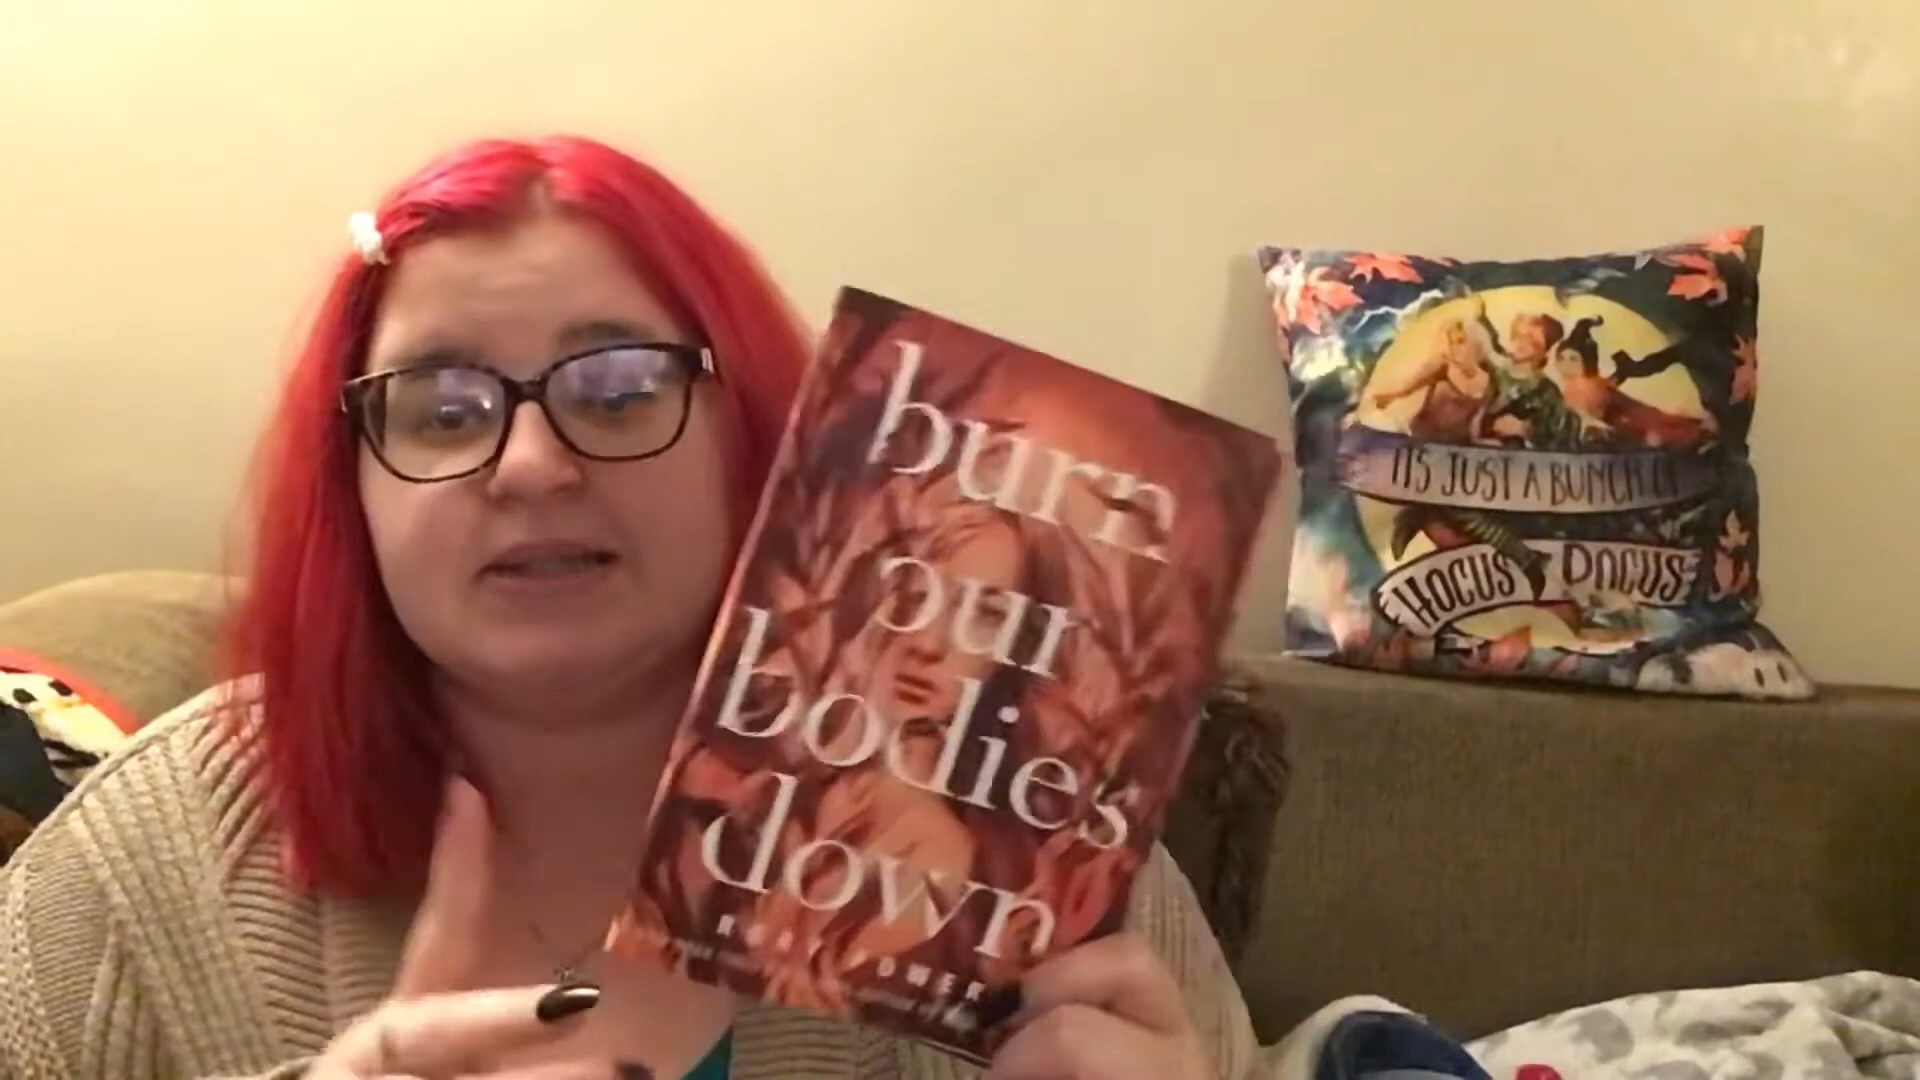 burn
our
bodies
down
ITS JUST A BUNCH OF
HOCUS POCUS